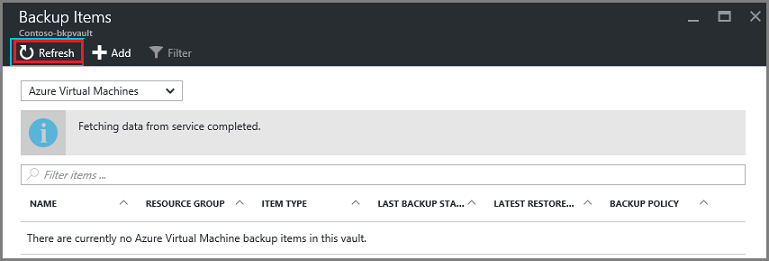 Backup Items
Contoso-bkpvault
Refresh Add Filter
Azure Virtual Machines
Fetching data from service completed.
Filter items ...
NAME RESOURCE GROUP ITEM TYPE LAST BACKUP STA... LATEST RESTORE... BACKUP POLICY
There are currently no Azure Virtual Machine backup items in this vault.